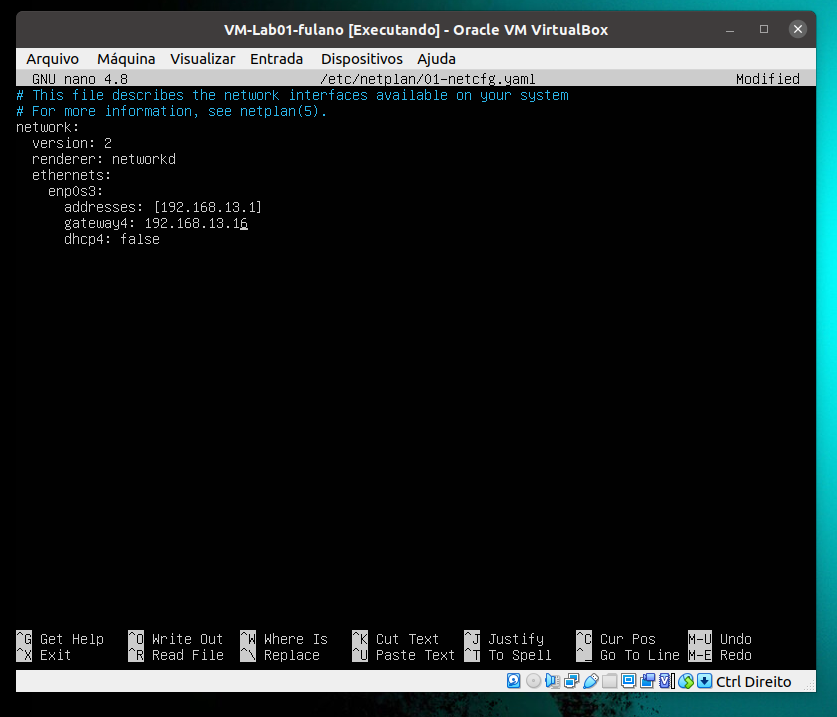 VM-Lab01-fulano [Executando] - Oracle VM VirtualBox
Arquivo Máquina Visualizar Entrada Dispositivos Ajuda
GNU nano 4.8 /etc/netplan/01-netcfg.yaml Modified
# This file describes the network interfaces available on your system
# For more information, see netplan(5).
network:
  version: 2
  renderer: networkd
  ethernets:
    enp0s3:
      addresses: [192.168.13.1]
      gateway4: 192.168.13.16
      dhcp4: false
^G Get Help ^O Write Out ^W Where Is ^K Cut Text ^J Justify ^C Cur Pos M-U Undo
^X Exit ^R Read File ^\ Replace ^U Paste Text ^T To Spell ^_ Go To Line M-E Redo
Ctrl Direito